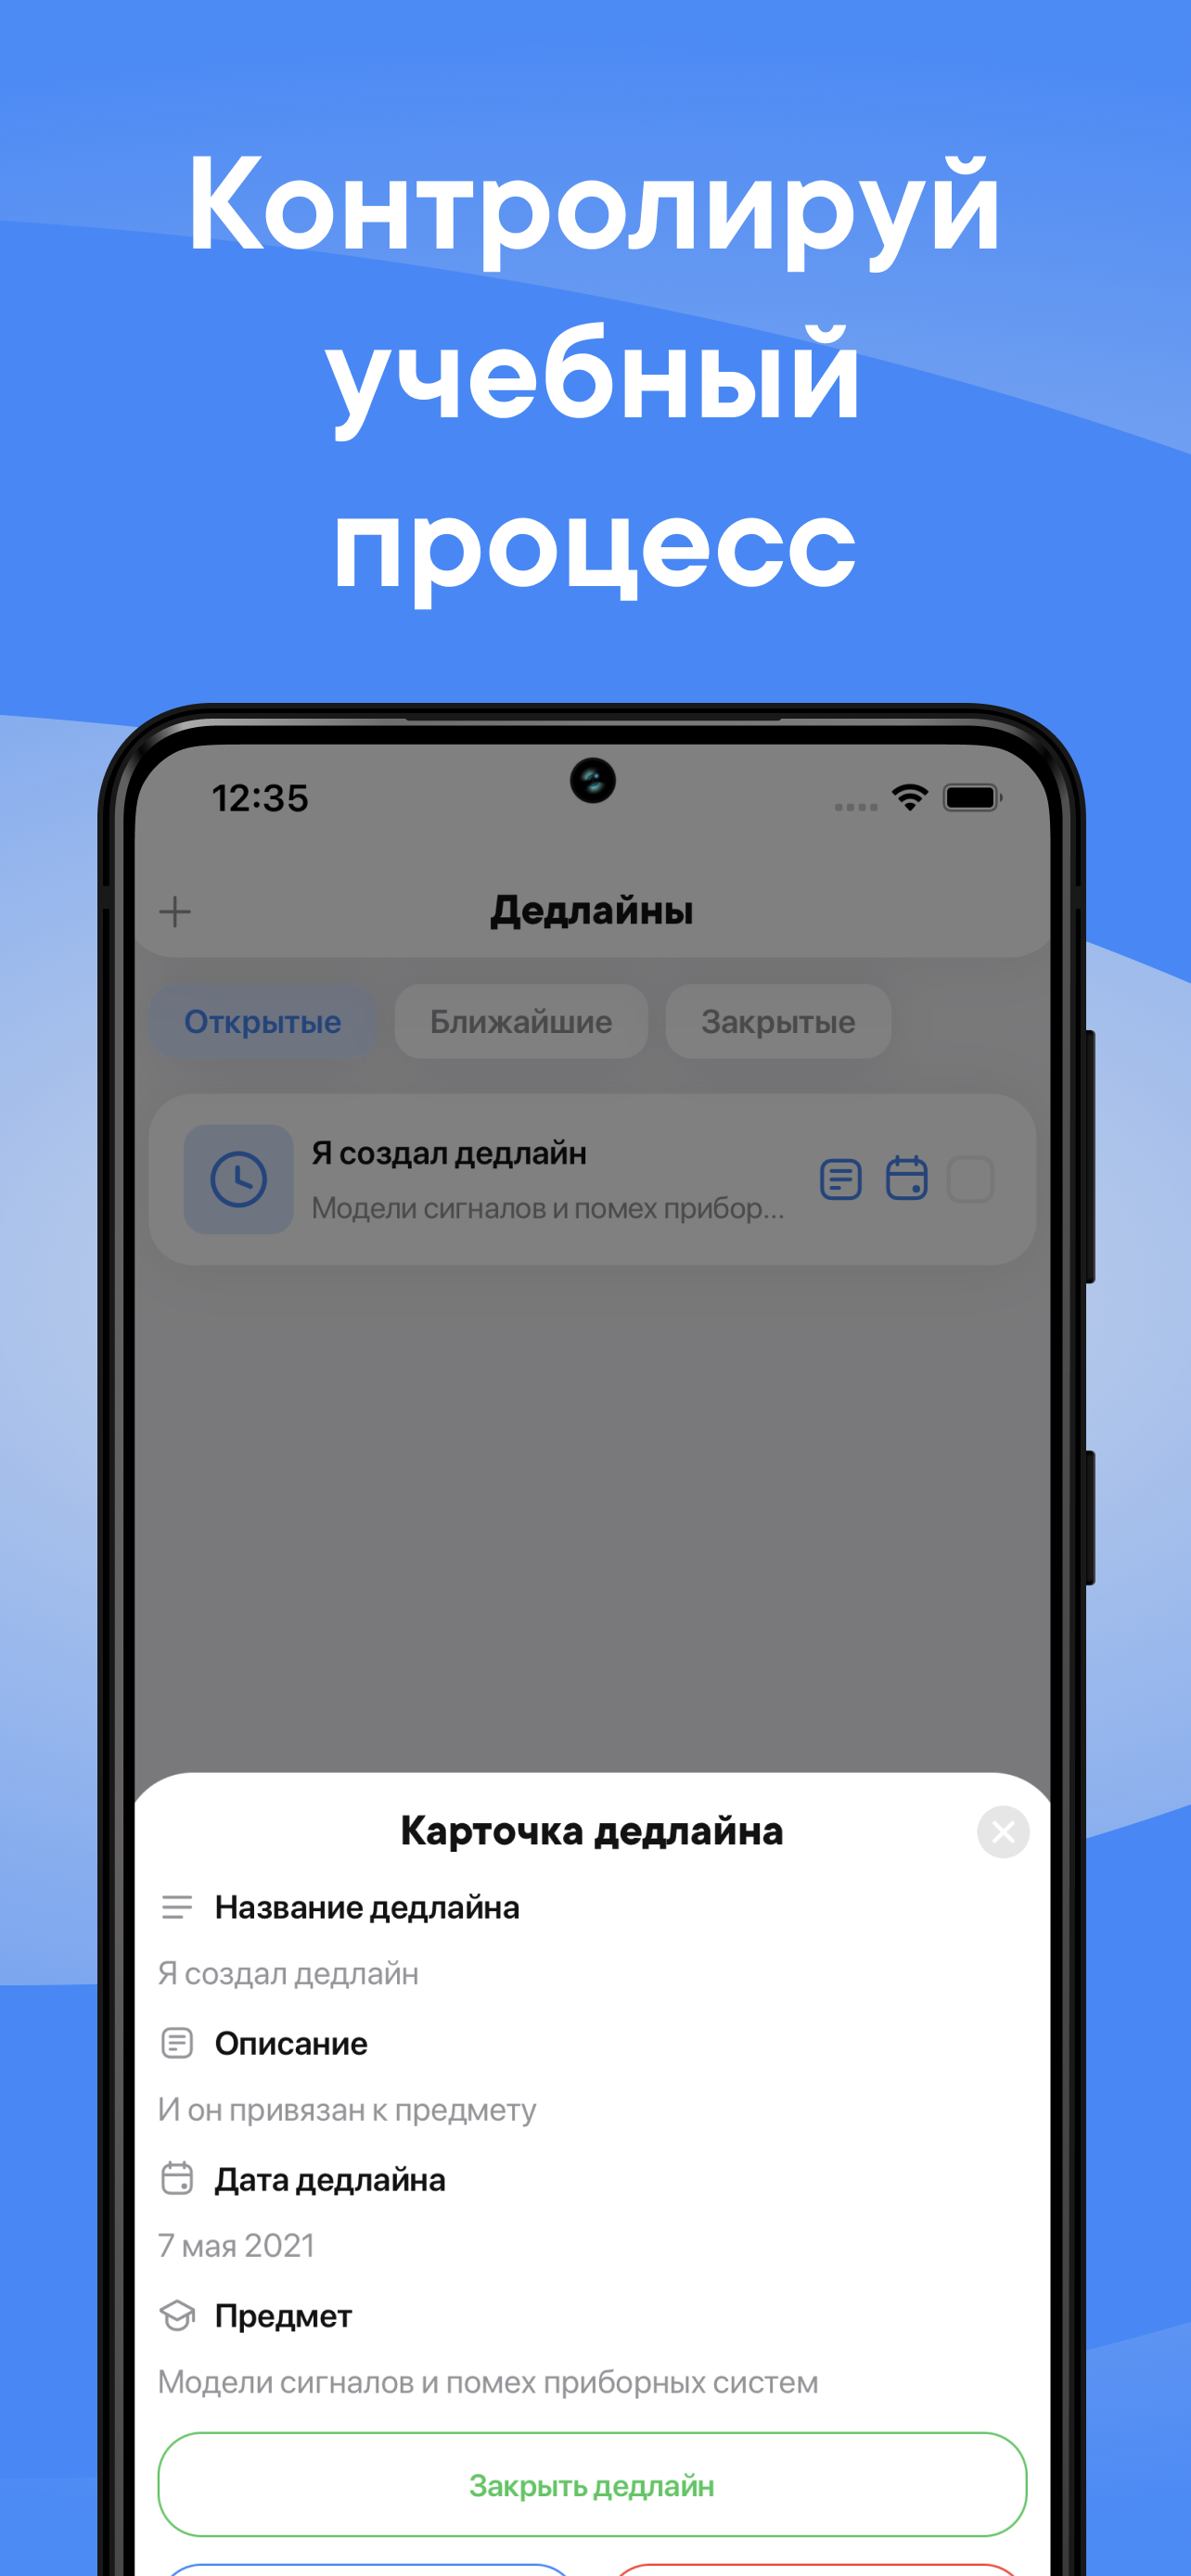 Контролируй
учебный
процесс
12:35
Дедлайны
Открытые Ближайшие Закрытые
Я создал дедлайн
Модели сигналов и помех прибор...
Карточка дедлайна
Название дедлайна
Я создал дедлайн
Описание
И он привязан к предмету
Дата дедлайна
7 мая 2021
Предмет
Модели сигналов и помех приборных систем
Закрыть дедлайн